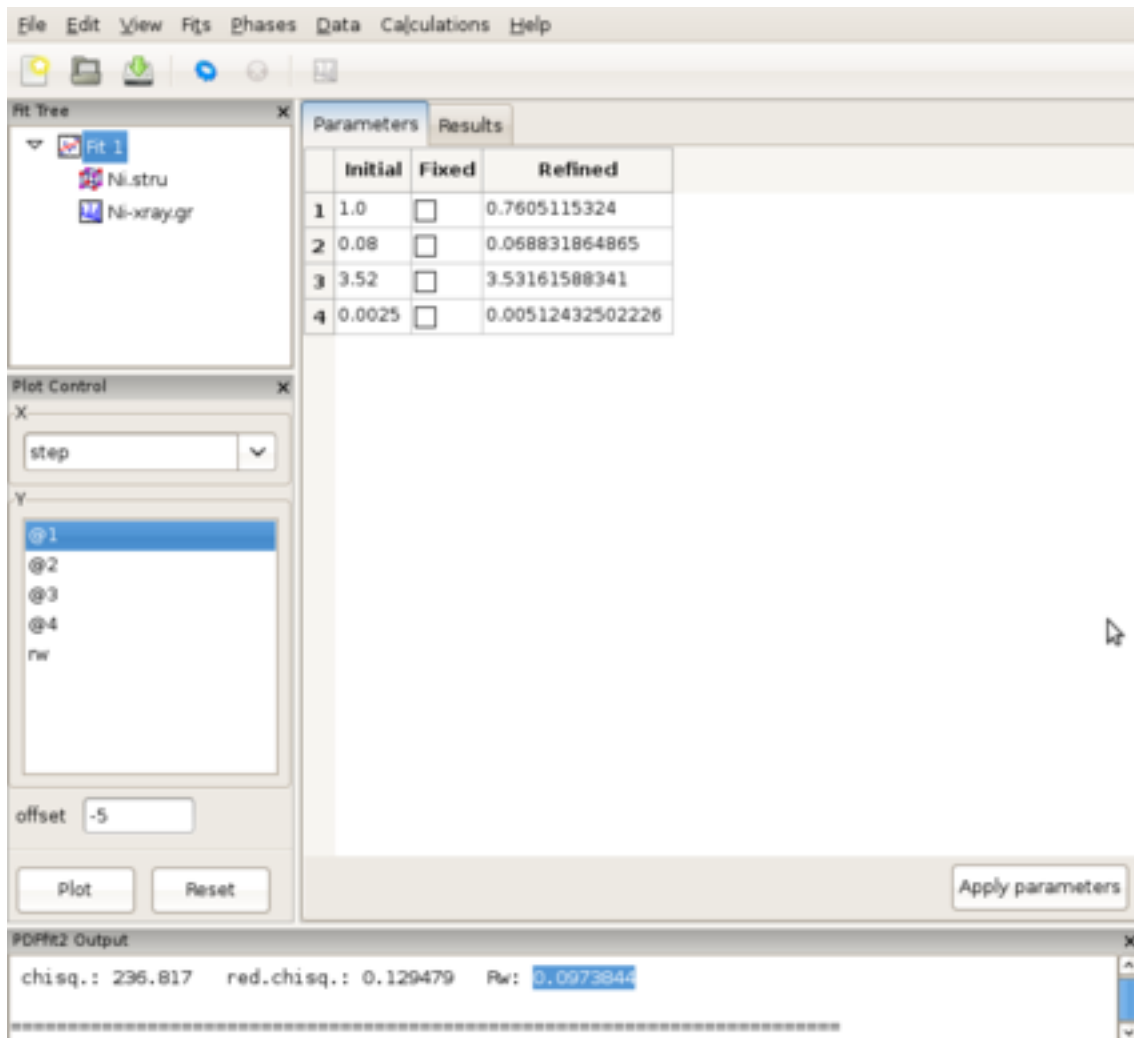 File Edit View Fits Phases Data Calculations Help
Fit Tree
Fit 1
Ni.stru
Ni-xray.gr
Parameters Results
Initial Fixed Refined
1 1.0 0.7605115324
2 0.08 0.068831864865
3 3.52 3.53161588341
4 0.0025 0.00512432502226
Plot Control
X
step
Y
@1
@2
@3
@4
rw
offset -5
Plot Reset
Apply parameters
PDFfit2 Output
chisq.: 236.817 red.chisq.: 0.129479 Rw: 0.0973844